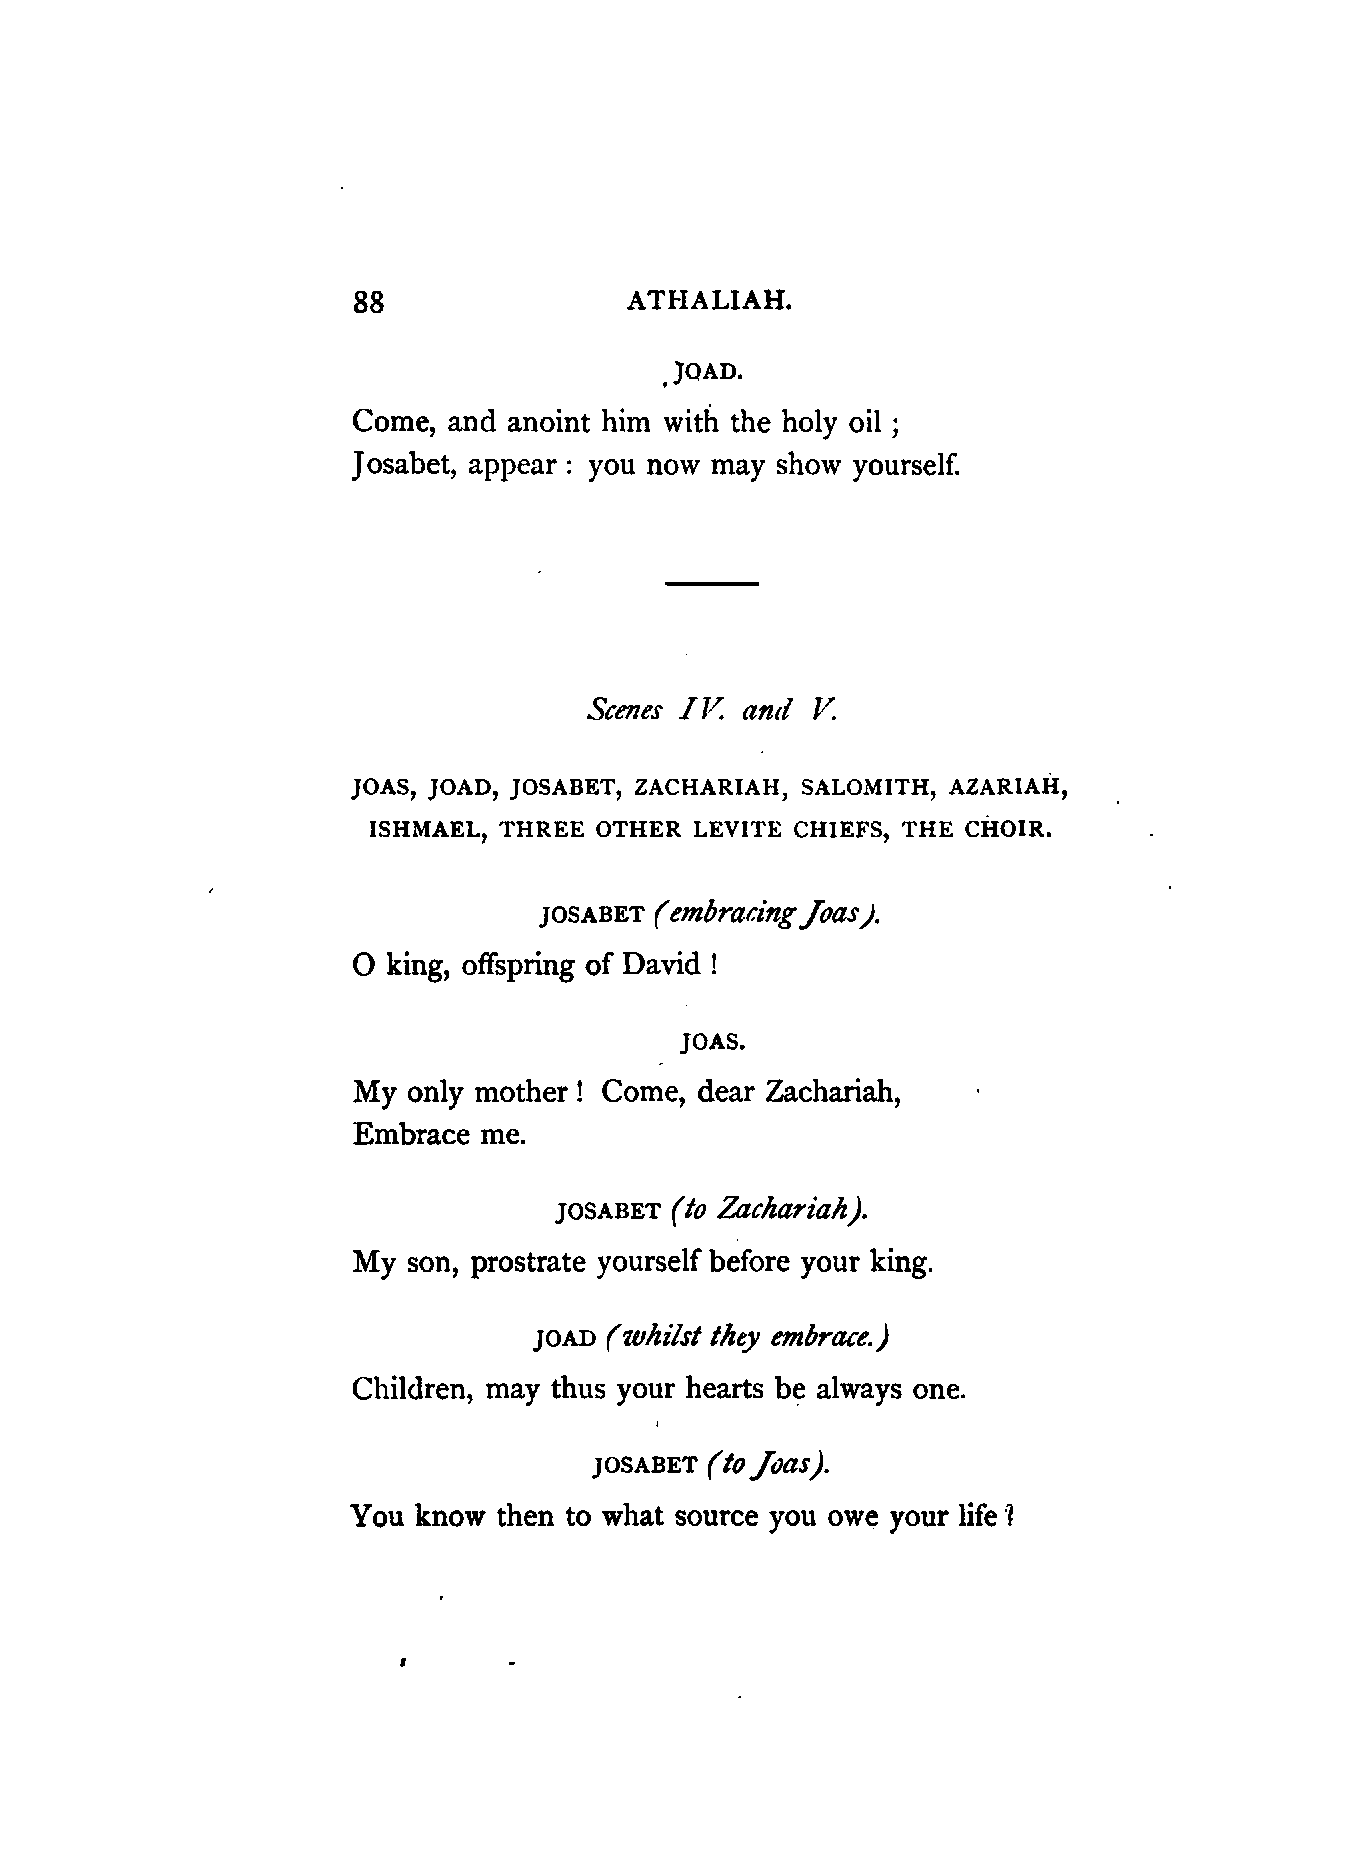 88 ATHALIAH.
JOAD.
Come, and anoint him with the holy oil ;
Josabet, appear : you now may show yourself.
Scenes IV. and V.
JOAS, JOAD, JOSABET, ZACHARIAH, SALOMITH, AZARIAH,
ISHMAEL, THREE OTHER LEVITE CHIEFS, THE CHOIR.
JOSABET (embracing Joas).
O king, offspring of David !
JOAS.
My only mother ! Come, dear Zachariah,
Embrace me.
JOSABET (to Zachariah).
My son, prostrate yourself before your king.
JOAD (whilst they embrace.)
Children, may thus your hearts be always one.
JOSABET (to Joas).
You know then to what source you owe your life ?